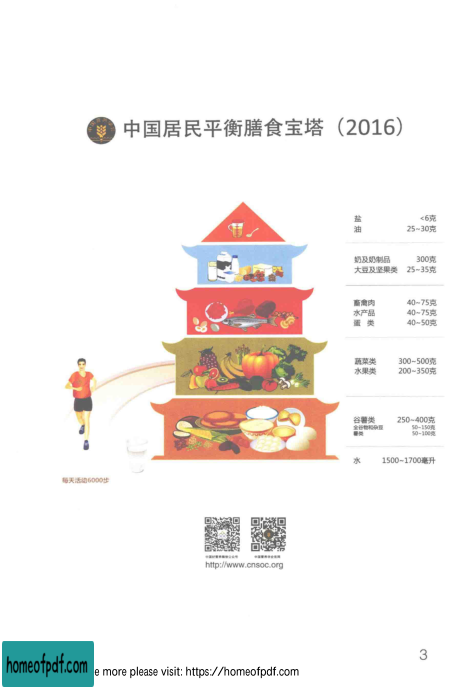 中国居民平衡膳食宝塔（2016）
盐 <6克
油 25~30克
奶及奶制品 300克
大豆及坚果类 25~35克
畜禽肉 40~75克
水产品 40~75克
蛋 类 40~50克
蔬菜类 300~500克
水果类 200~350克
谷薯类 250~400克
全谷物和杂豆 50~150克
薯类 50~100克
水 1500~1700毫升
每天活动6000步
http://www.cnsoc.org
3
homeofpdf.com
e more please visit: https://homeofpdf.com